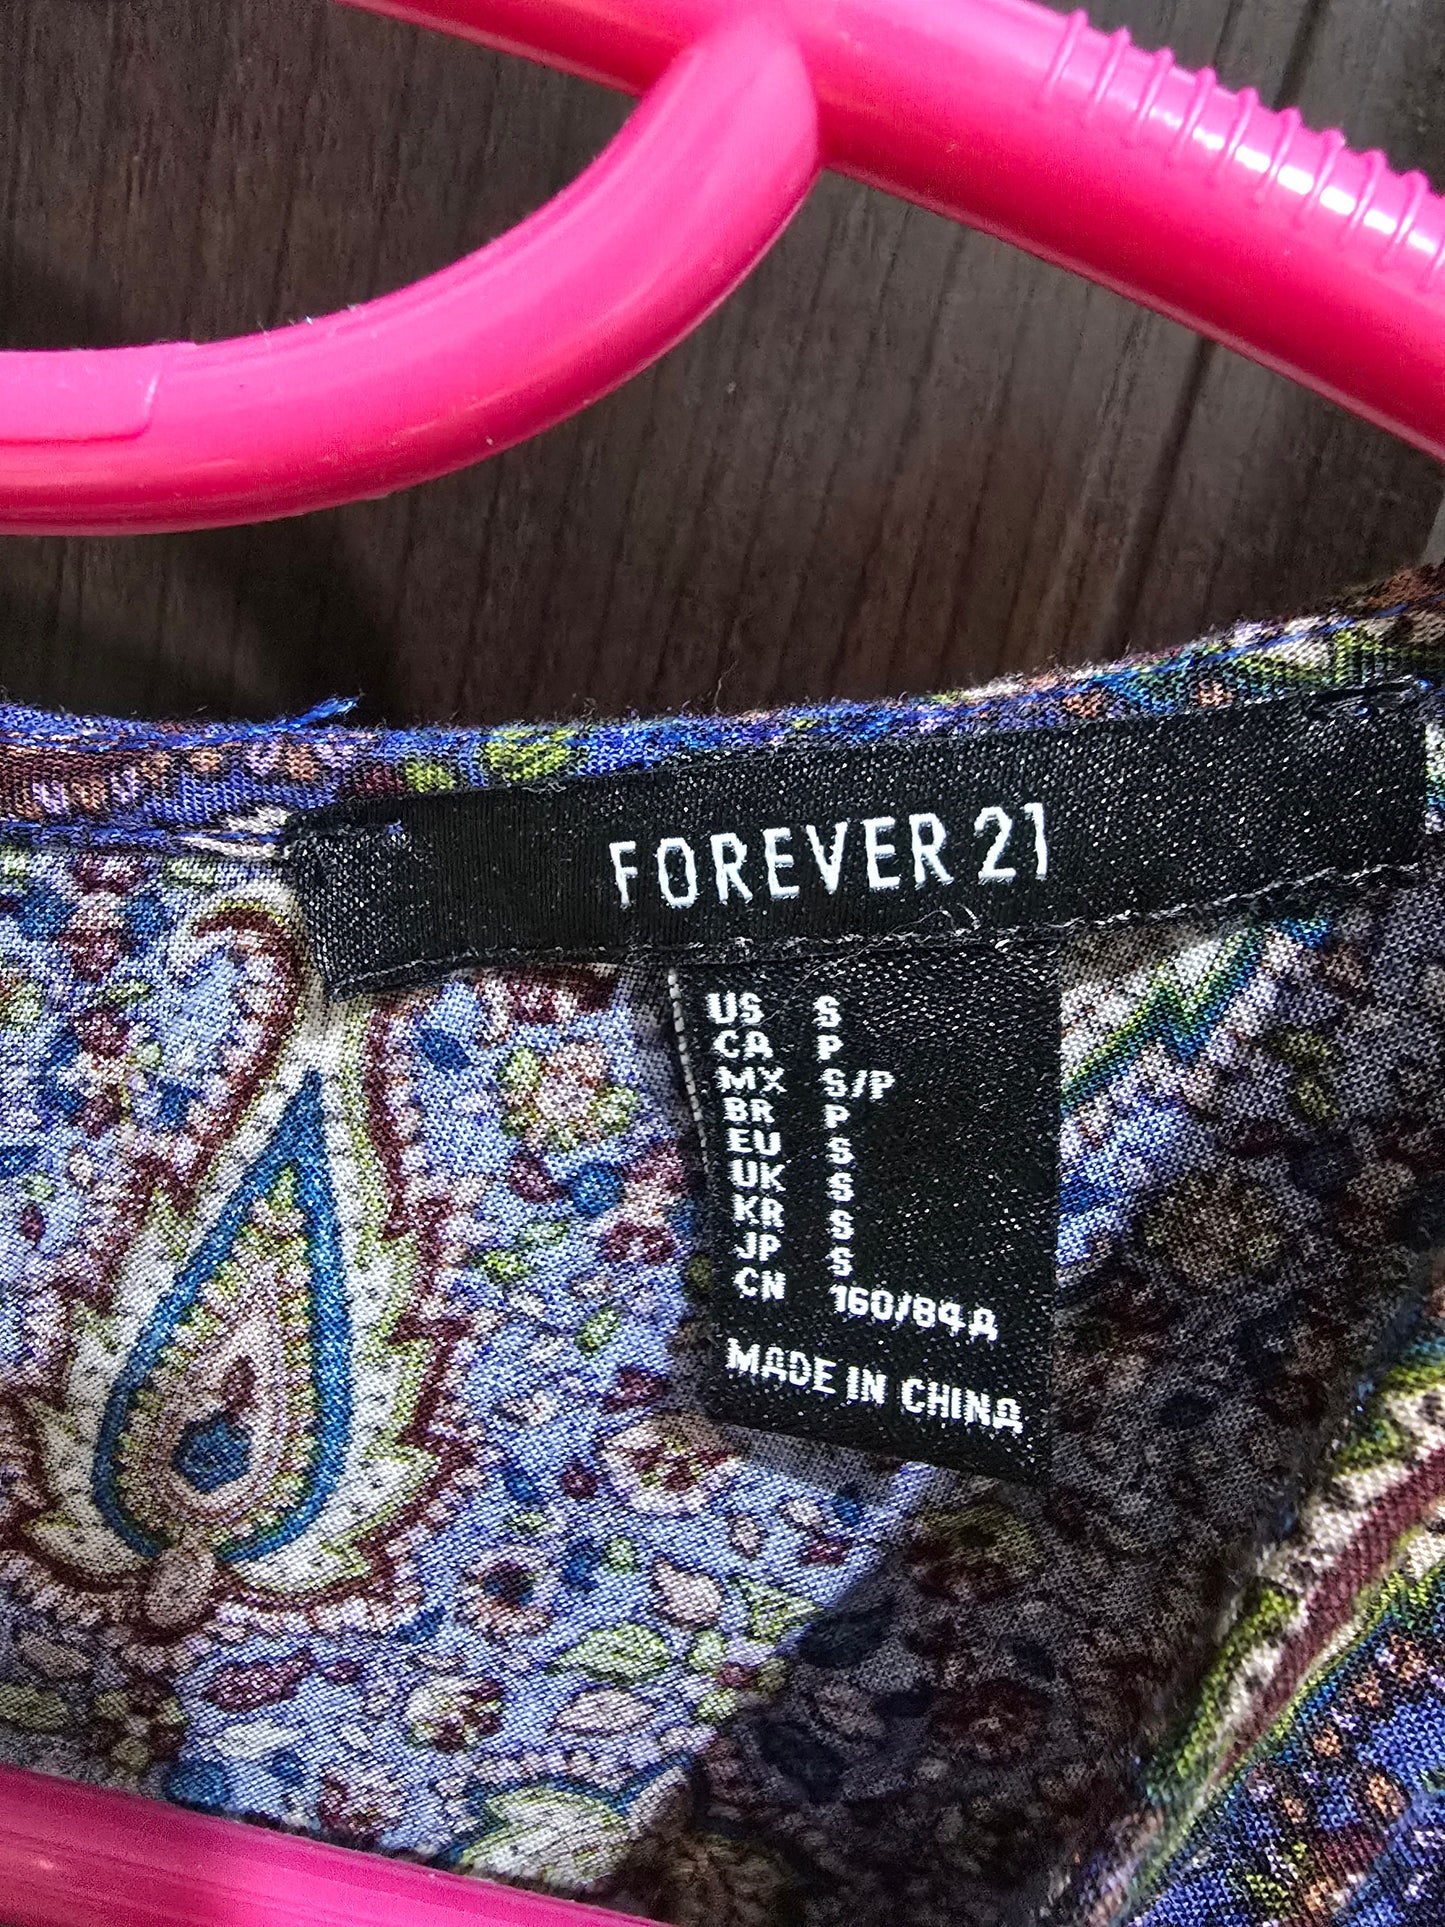 FOREVER 21
US S
CA P
MX S/P
BR P
EU S
UK S
KR S
JP S
CN 160/84A
MADE IN CHINA